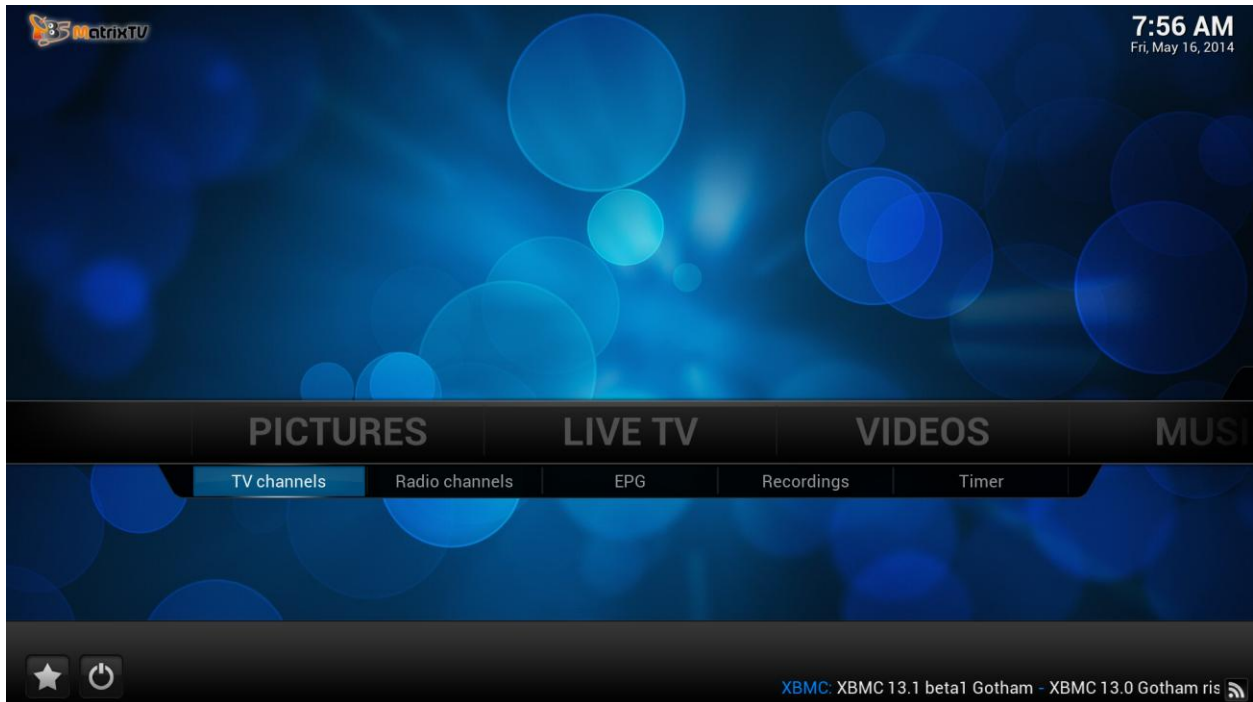 MatrixTV
7:56 AM
Fri, May 16, 2014
PICTURES
LIVE TV
VIDEOS
MUSI
TV channels
Radio channels
EPG
Recordings
Timer
XBMC: XBMC 13.1 beta1 Gotham - XBMC 13.0 Gotham ris